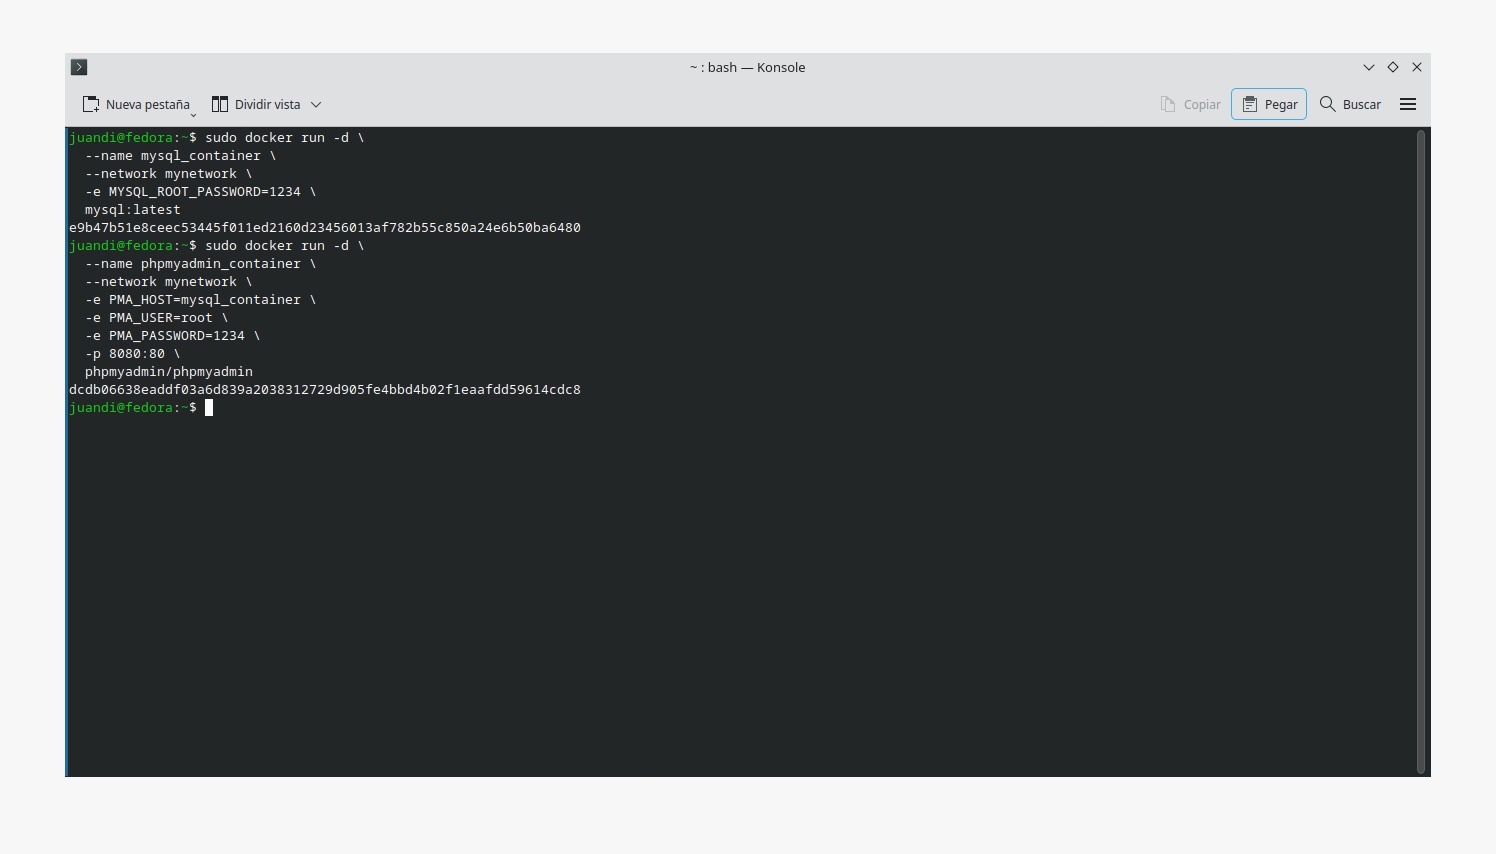 ~ : bash — Konsole
Nueva pestaña Dividir vista Copiar Pegar Buscar
juandi@fedora:~$ sudo docker run -d \
  --name mysql_container \
  --network mynetwork \
  -e MYSQL_ROOT_PASSWORD=1234 \
  mysql:latest
e9b47b51e8ceec53445f011ed2160d23456013af782b55c850a24e6b50ba6480
juandi@fedora:~$ sudo docker run -d \
  --name phpmyadmin_container \
  --network mynetwork \
  -e PMA_HOST=mysql_container \
  -e PMA_USER=root \
  -e PMA_PASSWORD=1234 \
  -p 8080:80 \
  phpmyadmin/phpmyadmin
dcdb06638eaddf03a6d839a2038312729d905fe4bbd4b02f1eaafdd59614cdc8
juandi@fedora:~$